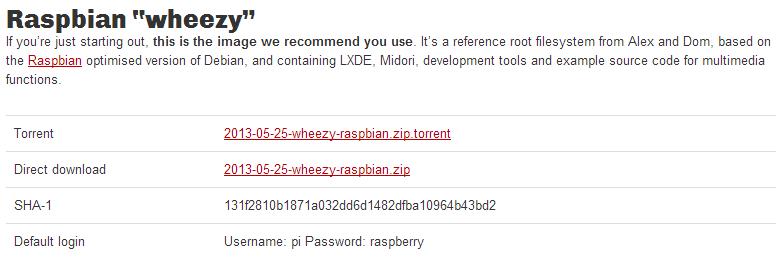 Raspbian "wheezy”
If you’re just starting out, this is the image we recommend you use. It’s a reference root filesystem from Alex and Dom, based on
the Raspbian optimised version of Debian, and containing LXDE, Midori, development tools and example source code for multimedia
functions.
Torrent 2013-05-25-wheezy-raspbian.zip.torrent
Direct download 2013-05-25-wheezy-raspbian.zip
SHA-1 131f2810b1871a032dd6d1482dfba10964b43bd2
Default login Username: pi Password: raspberry